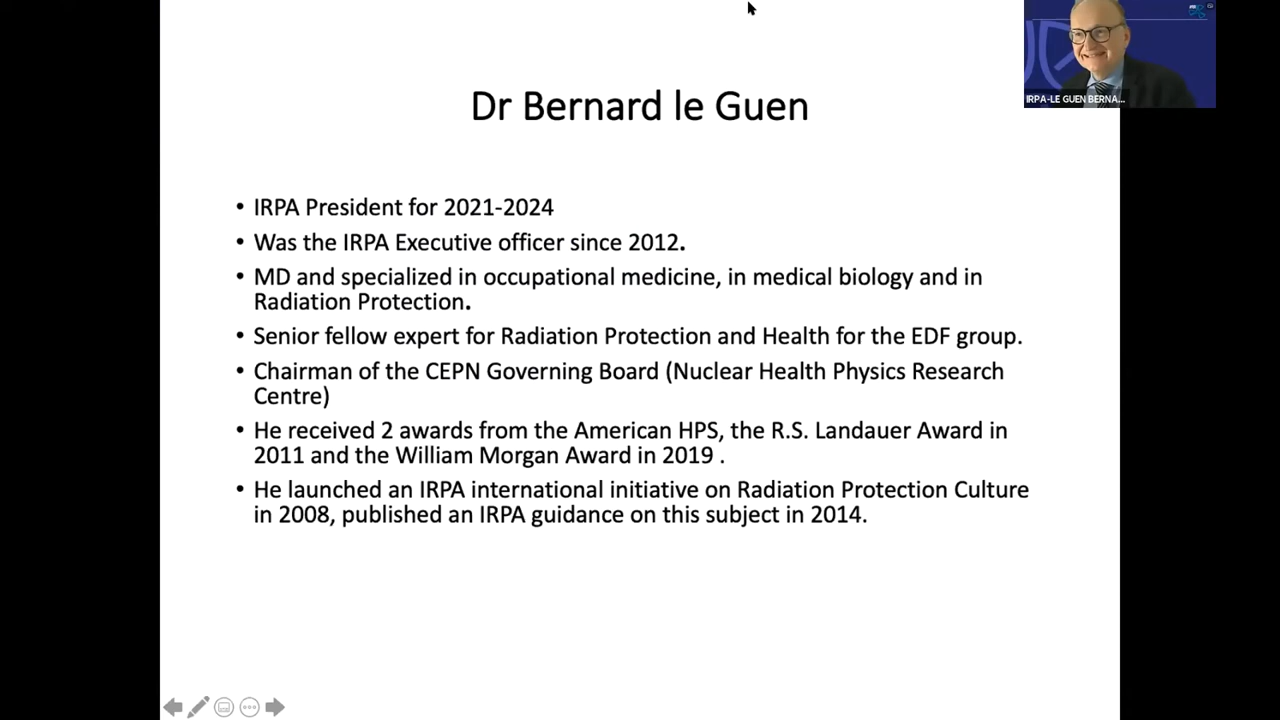 IRPA-LE GUEN BERNA...
Dr Bernard le Guen
• IRPA President for 2021-2024
• Was the IRPA Executive officer since 2012.
• MD and specialized in occupational medicine, in medical biology and in
Radiation Protection.
• Senior fellow expert for Radiation Protection and Health for the EDF group.
• Chairman of the CEPN Governing Board (Nuclear Health Physics Research
Centre)
• He received 2 awards from the American HPS, the R.S. Landauer Award in
2011 and the William Morgan Award in 2019 .
• He launched an IRPA international initiative on Radiation Protection Culture
in 2008, published an IRPA guidance on this subject in 2014.